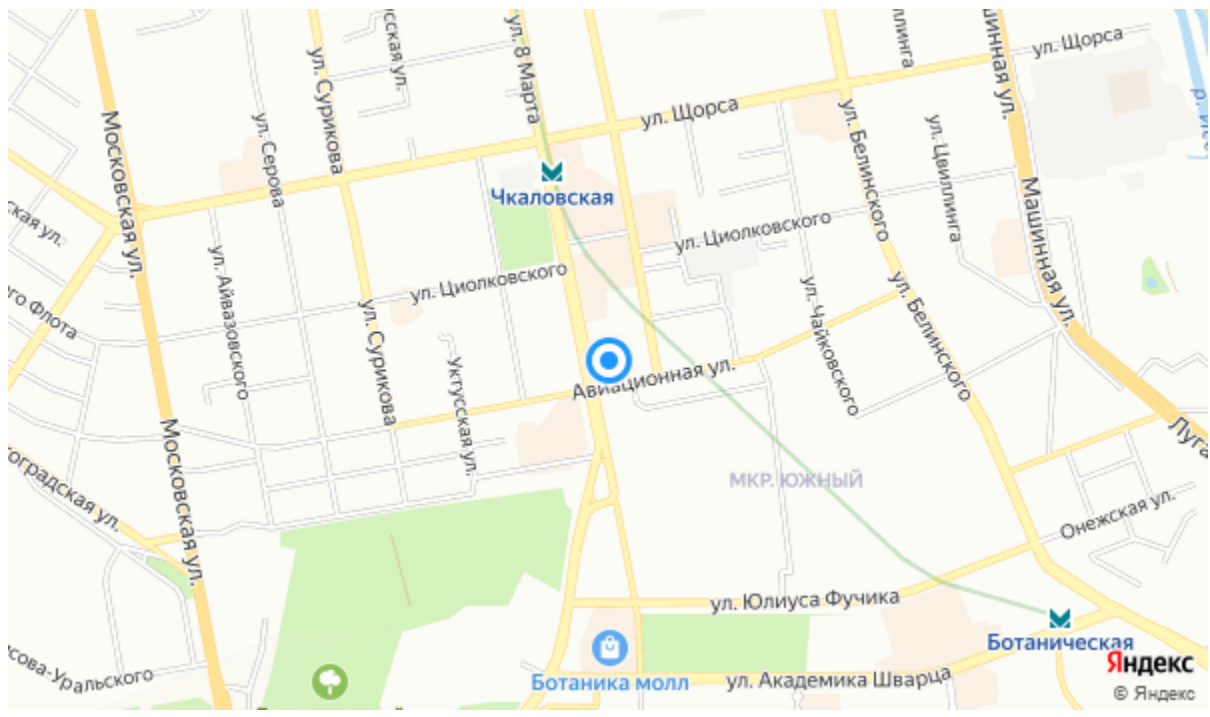 ул. Щорса
ул. 8 Марта
ул. Сурикова
Московская ул.
ул. Серова
ул. Щорса
ул. Белинского
ул. Цвиллинга
Машинная ул.
Чкаловская
ул. Циолковского
ул. Айвазовского
ул. Циолковского
ул. Сурикова
ул. Чайковского
ул. Белинского
Уктусская ул.
Авиационная ул.
Московская ул.
МКР. ЮЖНЫЙ
Онежская ул.
ул. Юлиуса Фучика
Ботаническая
Ботаника молл
ул. Академика Шварца
Яндекс
© Яндекс